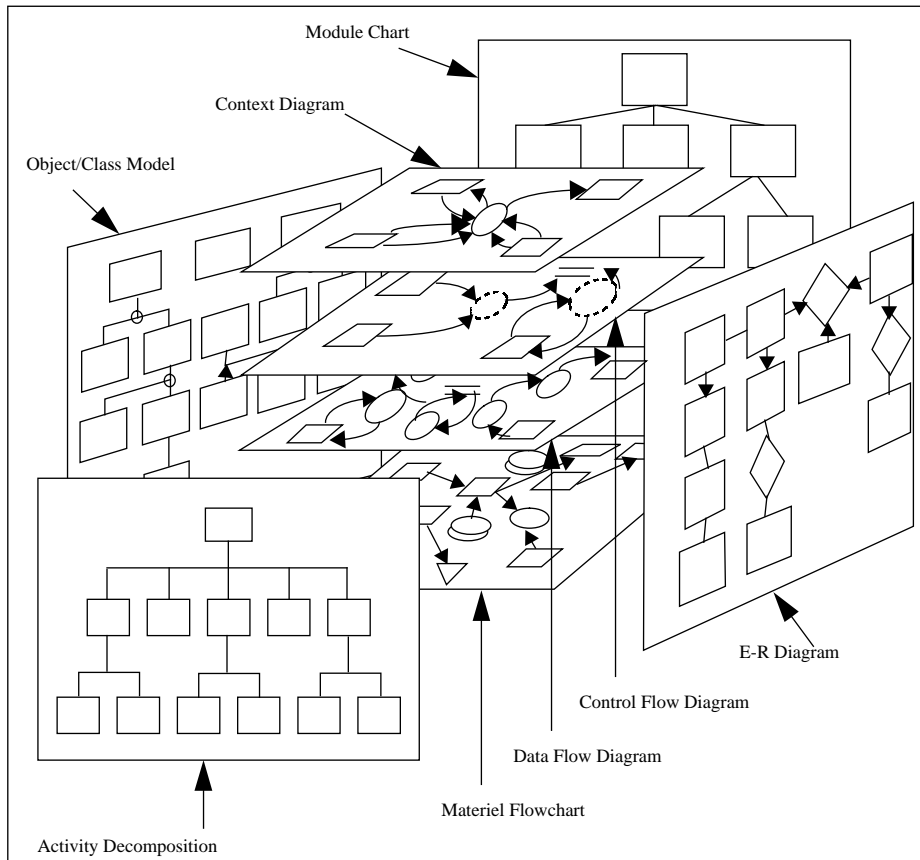 Module Chart
Context Diagram
Object/Class Model
E-R Diagram
Control Flow Diagram
Data Flow Diagram
Materiel Flowchart
Activity Decomposition